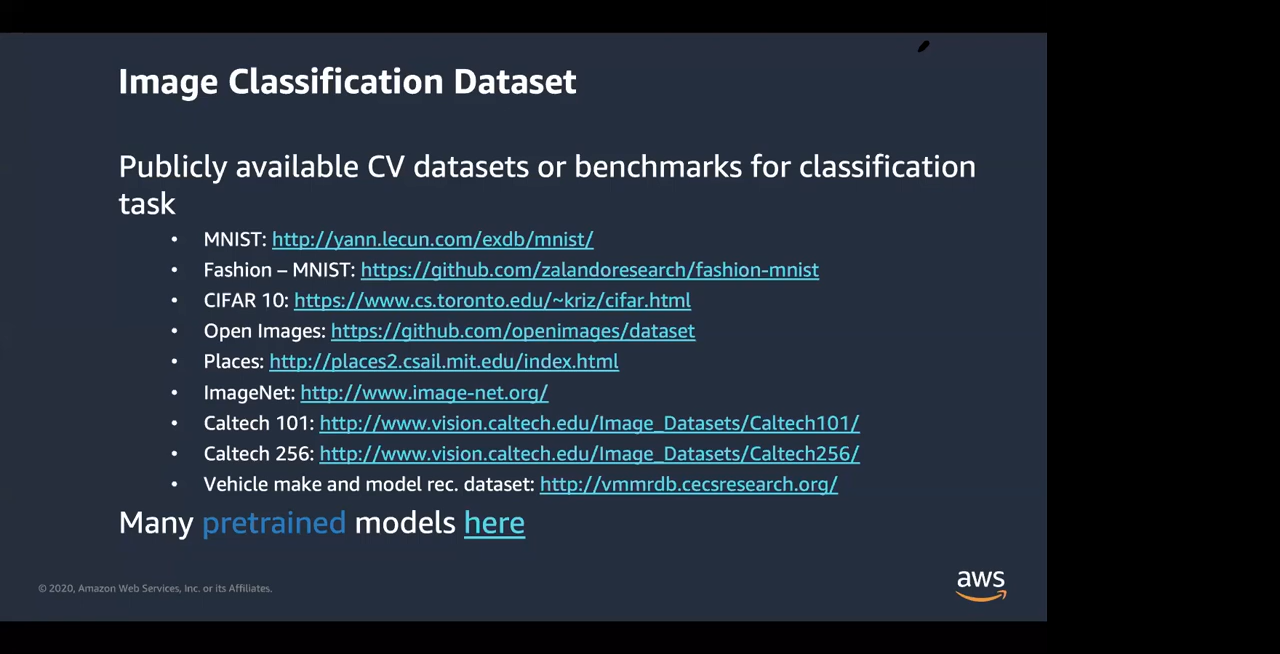 Image Classification Dataset
Publicly available CV datasets or benchmarks for classification
task
• MNIST: http://yann.lecun.com/exdb/mnist/
• Fashion – MNIST: https://github.com/zalandoresearch/fashion-mnist
• CIFAR 10: https://www.cs.toronto.edu/~kriz/cifar.html
• Open Images: https://github.com/openimages/dataset
• Places: http://places2.csail.mit.edu/index.html
• ImageNet: http://www.image-net.org/
• Caltech 101: http://www.vision.caltech.edu/Image_Datasets/Caltech101/
• Caltech 256: http://www.vision.caltech.edu/Image_Datasets/Caltech256/
• Vehicle make and model rec. dataset: http://vmmrdb.cecsresearch.org/
Many pretrained models here
© 2020, Amazon Web Services, Inc. or its Affiliates.
aws